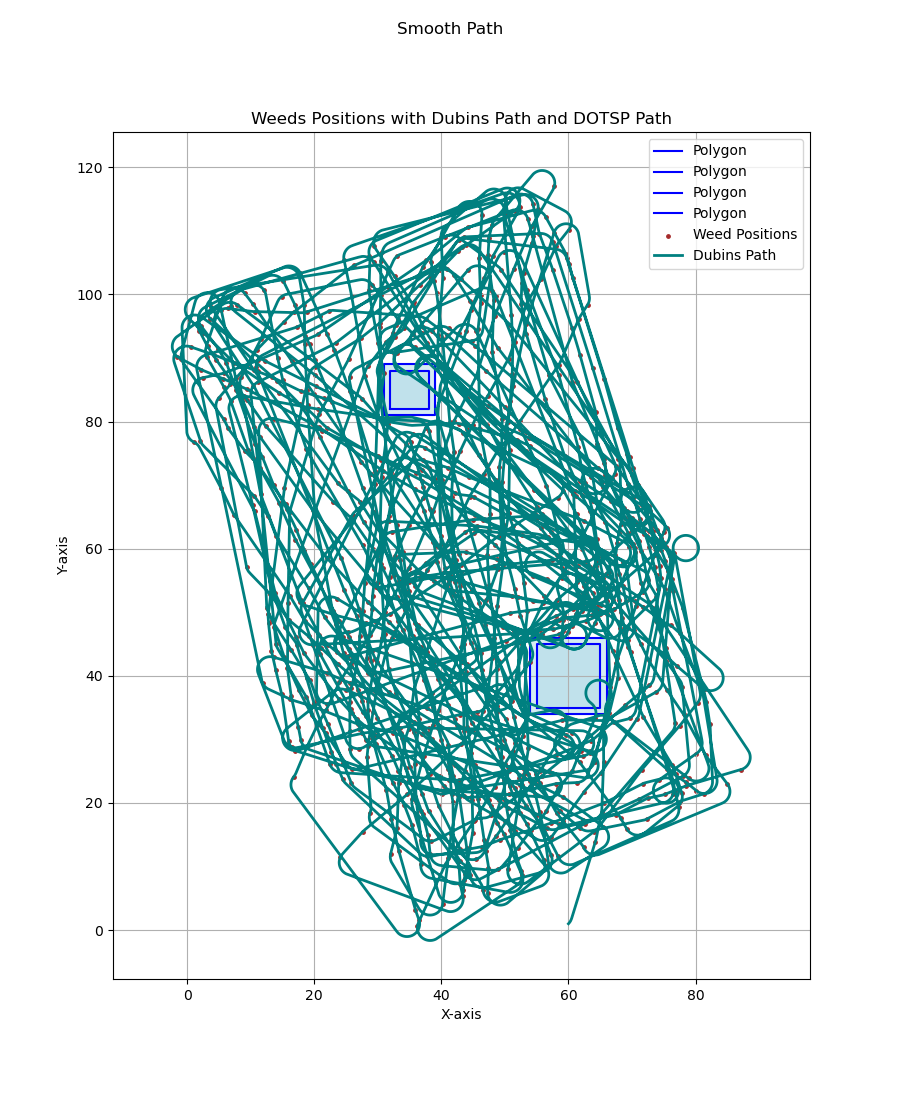 Smooth Path
Weeds Positions with Dubins Path and DOTSP Path
Polygon
Polygon
Polygon
Polygon
Weed Positions
Dubins Path
120
100
80
60
40
20
0
Y-axis
0 20 40 60 80
X-axis